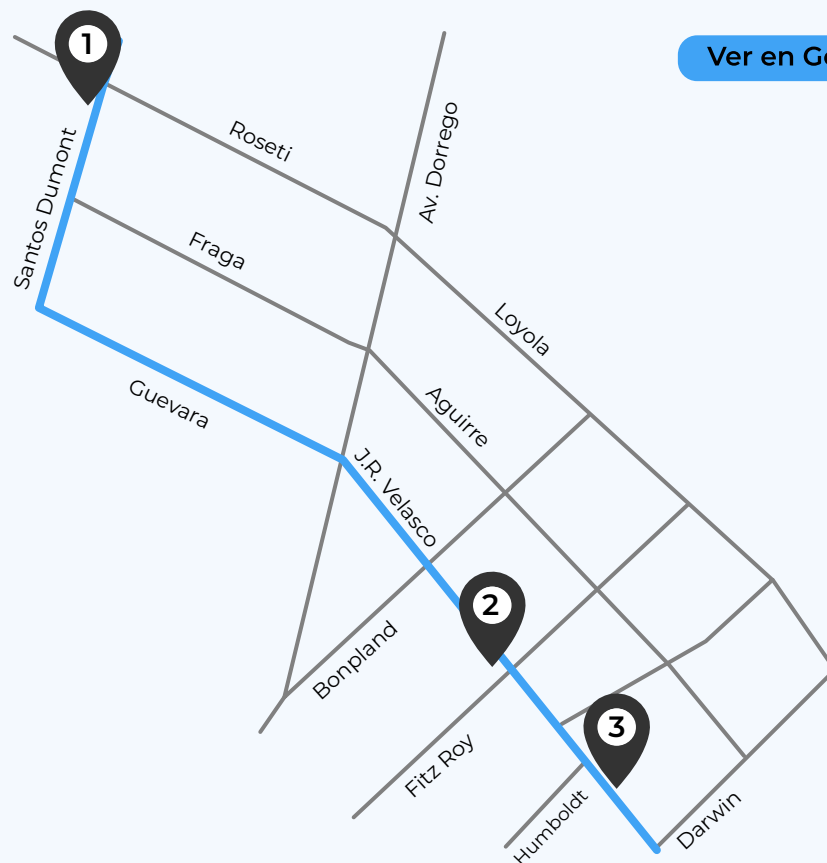 1
Ver en Go
Roseti
Av. Dorrego
Santos Dumont
Fraga
Loyola
Guevara
Aguirre
J.R. Velasco
2
Bonpland
3
Fitz Roy
Humboldt
Darwin